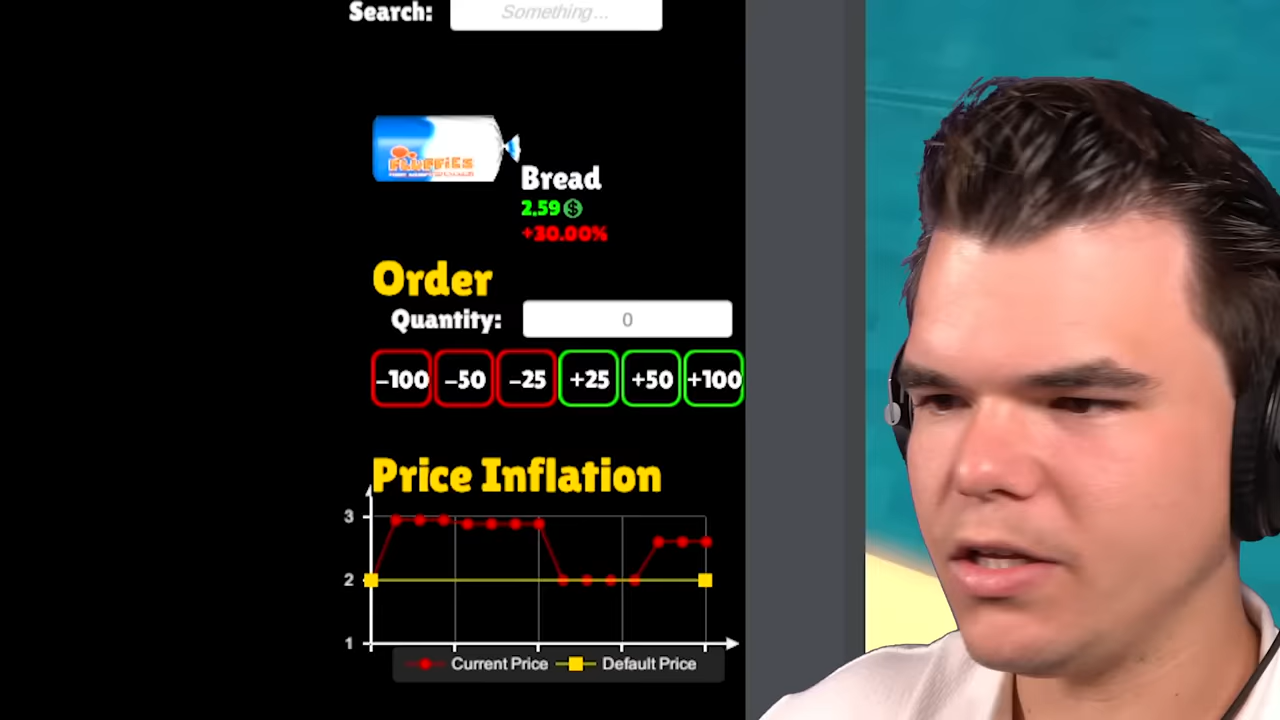 Search: Something...
FLUFFIES
Bread
2.59
+30.00%
Order
Quantity: 0
-100 -50 -25 +25 +50 +100
Price Inflation
3
2
1
Current Price Default Price